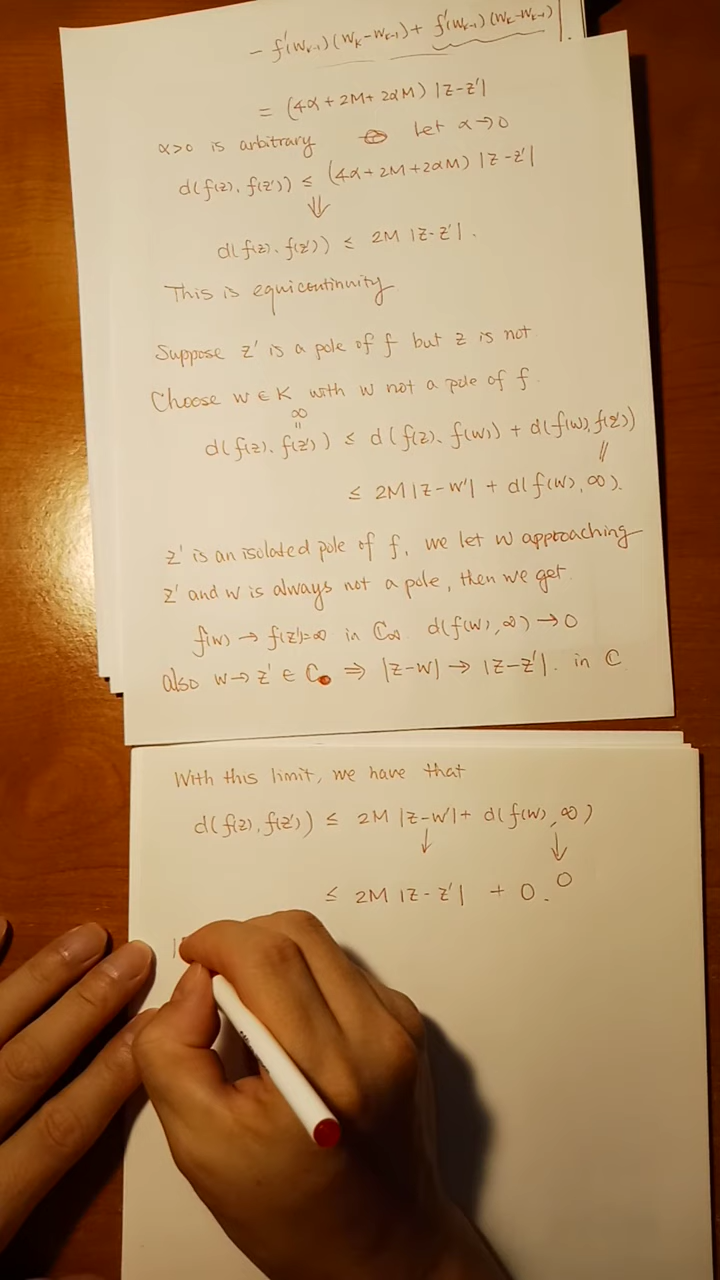 - f'(w_{k-1})(w_k - w_{k-1}) + f'(w_{k-1})(w_k - w_{k-1})|.
= (4α + 2M + 2αM) |z - z'|
α>0 is arbitrary Let α→0
d(f(z), f(z')) ≤ (4α + 2M + 2αM) |z - z'|
⇓
d(f(z), f(z')) ≤ 2M |z - z'|.
This is equicontinuity
Suppose z' is a pole of f but z is not
Choose w ∈ K with w not a pole of f.
∞
=
d(f(z), f(z')) ≤ d(f(z), f(w)) + d(f(w), f(z'))
=
≤ 2M |z - w'| + d(f(w), ∞).
z' is an isolated pole of f, we let w approaching
z' and w is always not a pole, then we get
f(w) → f(z')=∞ in C∞ d(f(w), ∞) → 0
also w → z' ∈ C ⇒ |z - w| → |z - z'|. in C
With this limit, we have that
d(f(z), f(z')) ≤ 2M |z - w| + d(f(w), ∞)
↓ ↓
≤ 2M |z - z'| + 0. 0